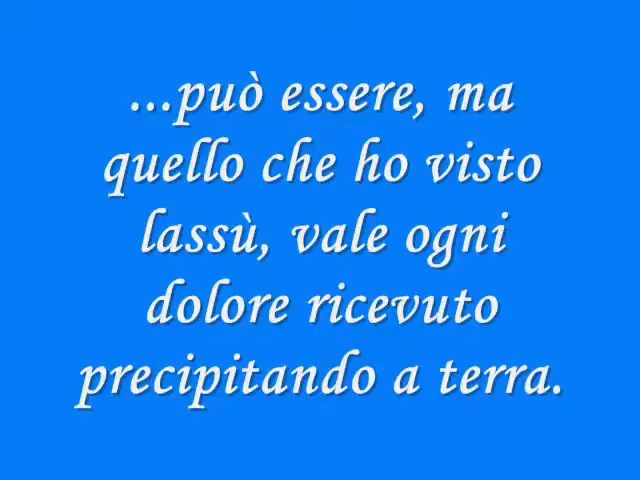 ...può essere, ma
quello che ho visto
lassù, vale ogni
dolore ricevuto
precipitando a terra.